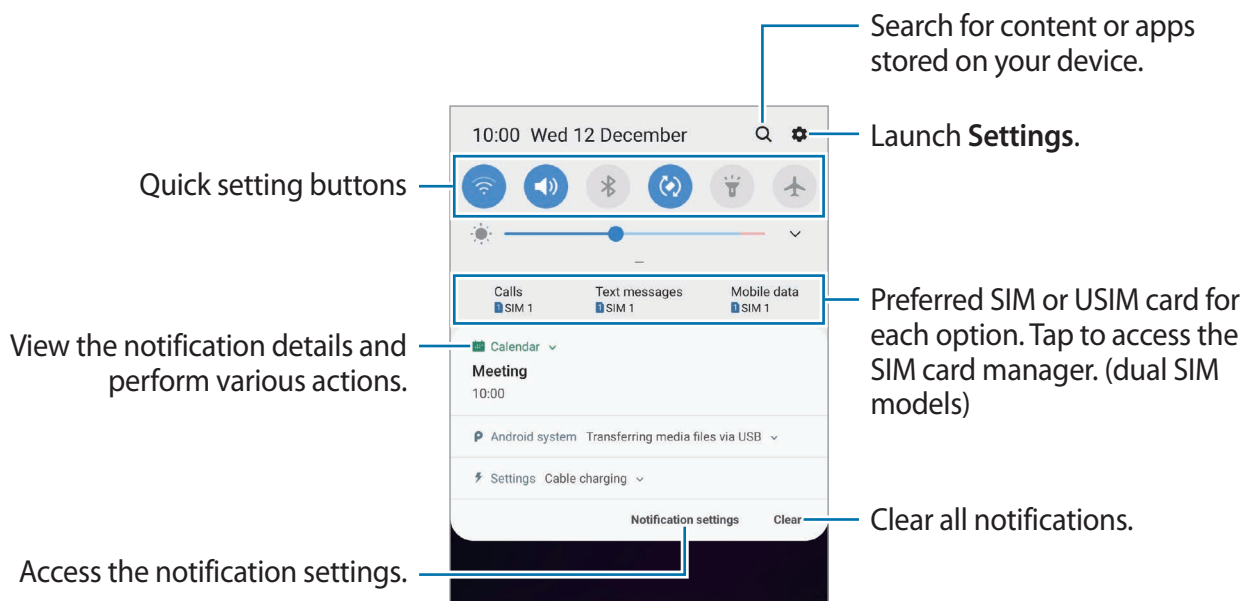 Search for content or apps
stored on your device.
10:00 Wed 12 December
Launch Settings.
Quick setting buttons
Calls Text messages Mobile data
1 SIM 1 1 SIM 1 1 SIM 1
Preferred SIM or USIM card for
each option. Tap to access the
SIM card manager. (dual SIM
models)
View the notification details and
perform various actions.
Calendar
Meeting
10:00
Android system Transferring media files via USB
Settings Cable charging
Notification settings Clear
Clear all notifications.
Access the notification settings.